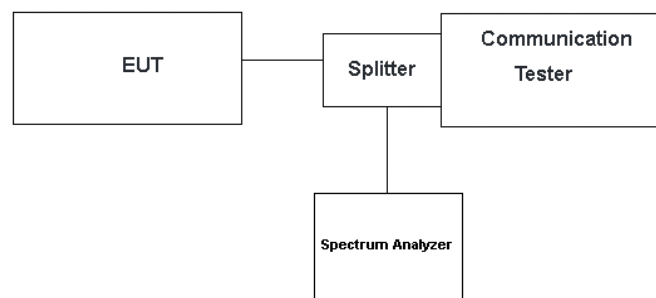 EUT
Splitter
Communication
Tester
Spectrum Analyzer